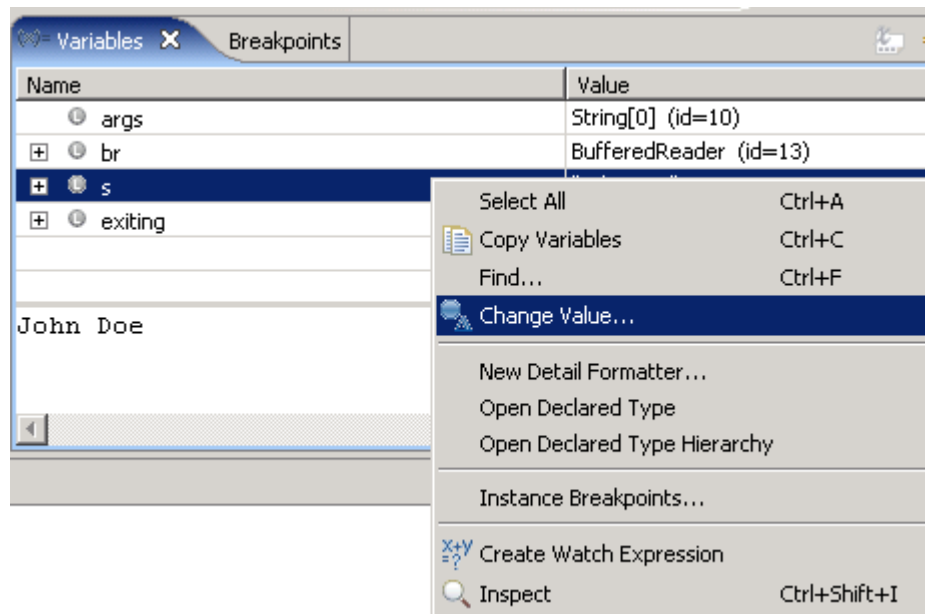 Variables Breakpoints
Name Value
args String[0] (id=10)
br BufferedReader (id=13)
s
exiting
John Doe
Select All Ctrl+A
Copy Variables Ctrl+C
Find... Ctrl+F
Change Value...
New Detail Formatter...
Open Declared Type
Open Declared Type Hierarchy
Instance Breakpoints...
Create Watch Expression
Inspect Ctrl+Shift+I